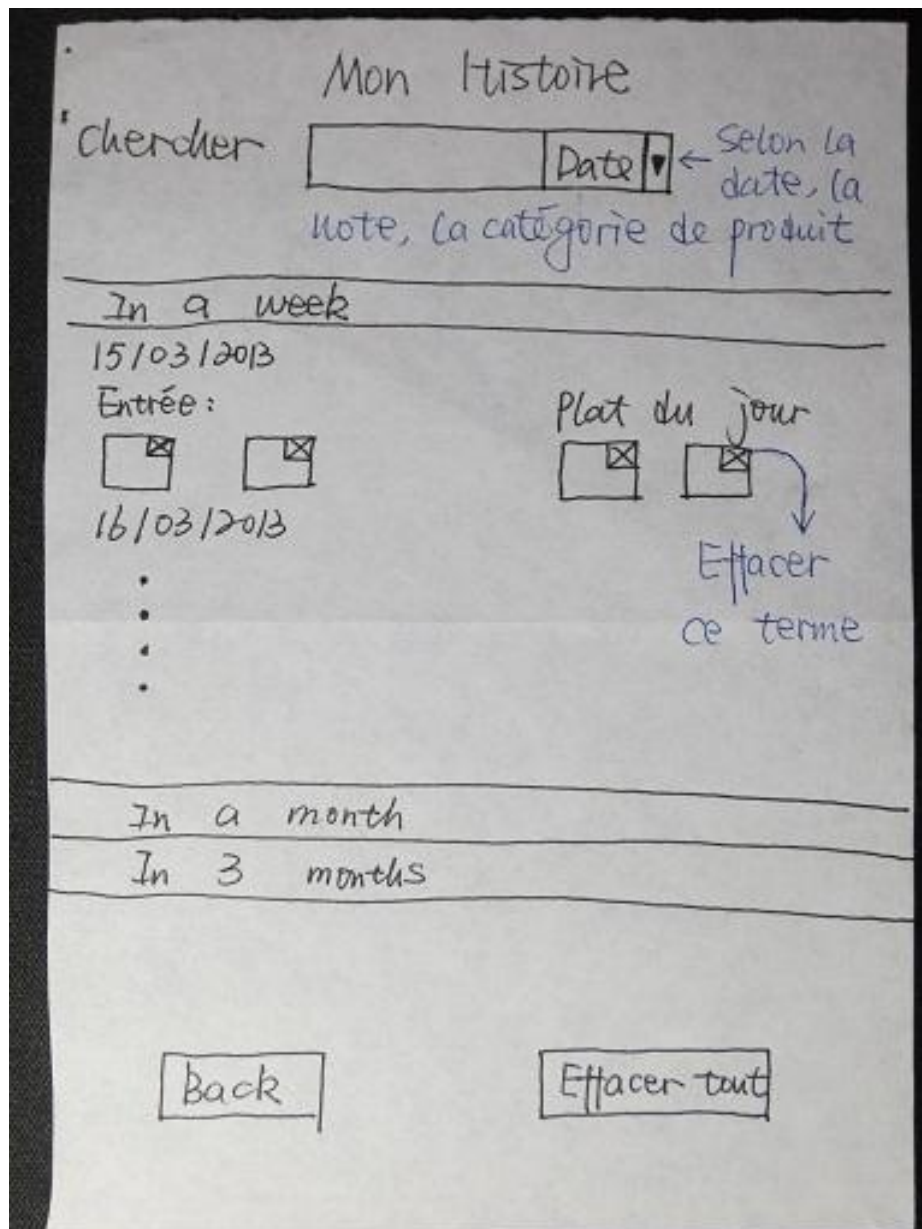 Mon Histoire
Chercher
Date ▼
← Selon la
date, la
note, la catégorie de produit
In a week
15/03/2013
Entrée :
Plat du jour
16/03/2013
Effacer
ce terme
In a month
In 3 months
Back
Effacer tout